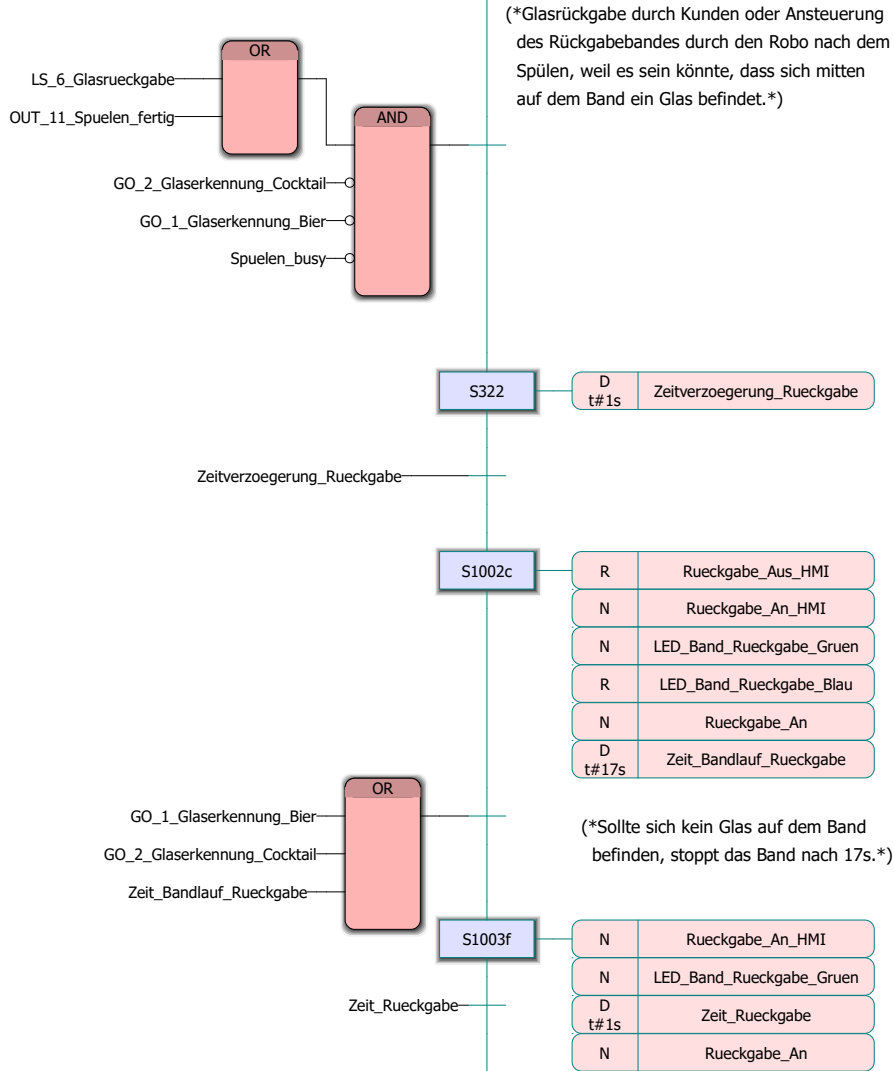 (*Glasrückgabe durch Kunden oder Ansteuerung
des Rückgabebandes durch den Robo nach dem
Spülen, weil es sein könnte, dass sich mitten
auf dem Band ein Glas befindet.*)
OR
LS_6_Glasrueckgabe
OUT_11_Spuelen_fertig
AND
GO_2_Glaserkennung_Cocktail
GO_1_Glaserkennung_Bier
Spuelen_busy
S322
D
t#1s
Zeitverzoegerung_Rueckgabe
Zeitverzoegerung_Rueckgabe
S1002c
R Rueckgabe_Aus_HMI
N Rueckgabe_An_HMI
N LED_Band_Rueckgabe_Gruen
R LED_Band_Rueckgabe_Blau
N Rueckgabe_An
D
t#17s
Zeit_Bandlauf_Rueckgabe
OR
GO_1_Glaserkennung_Bier
GO_2_Glaserkennung_Cocktail
Zeit_Bandlauf_Rueckgabe
(*Sollte sich kein Glas auf dem Band
befinden, stoppt das Band nach 17s.*)
S1003f
N Rueckgabe_An_HMI
N LED_Band_Rueckgabe_Gruen
Zeit_Rueckgabe
D
t#1s
Zeit_Rueckgabe
N Rueckgabe_An